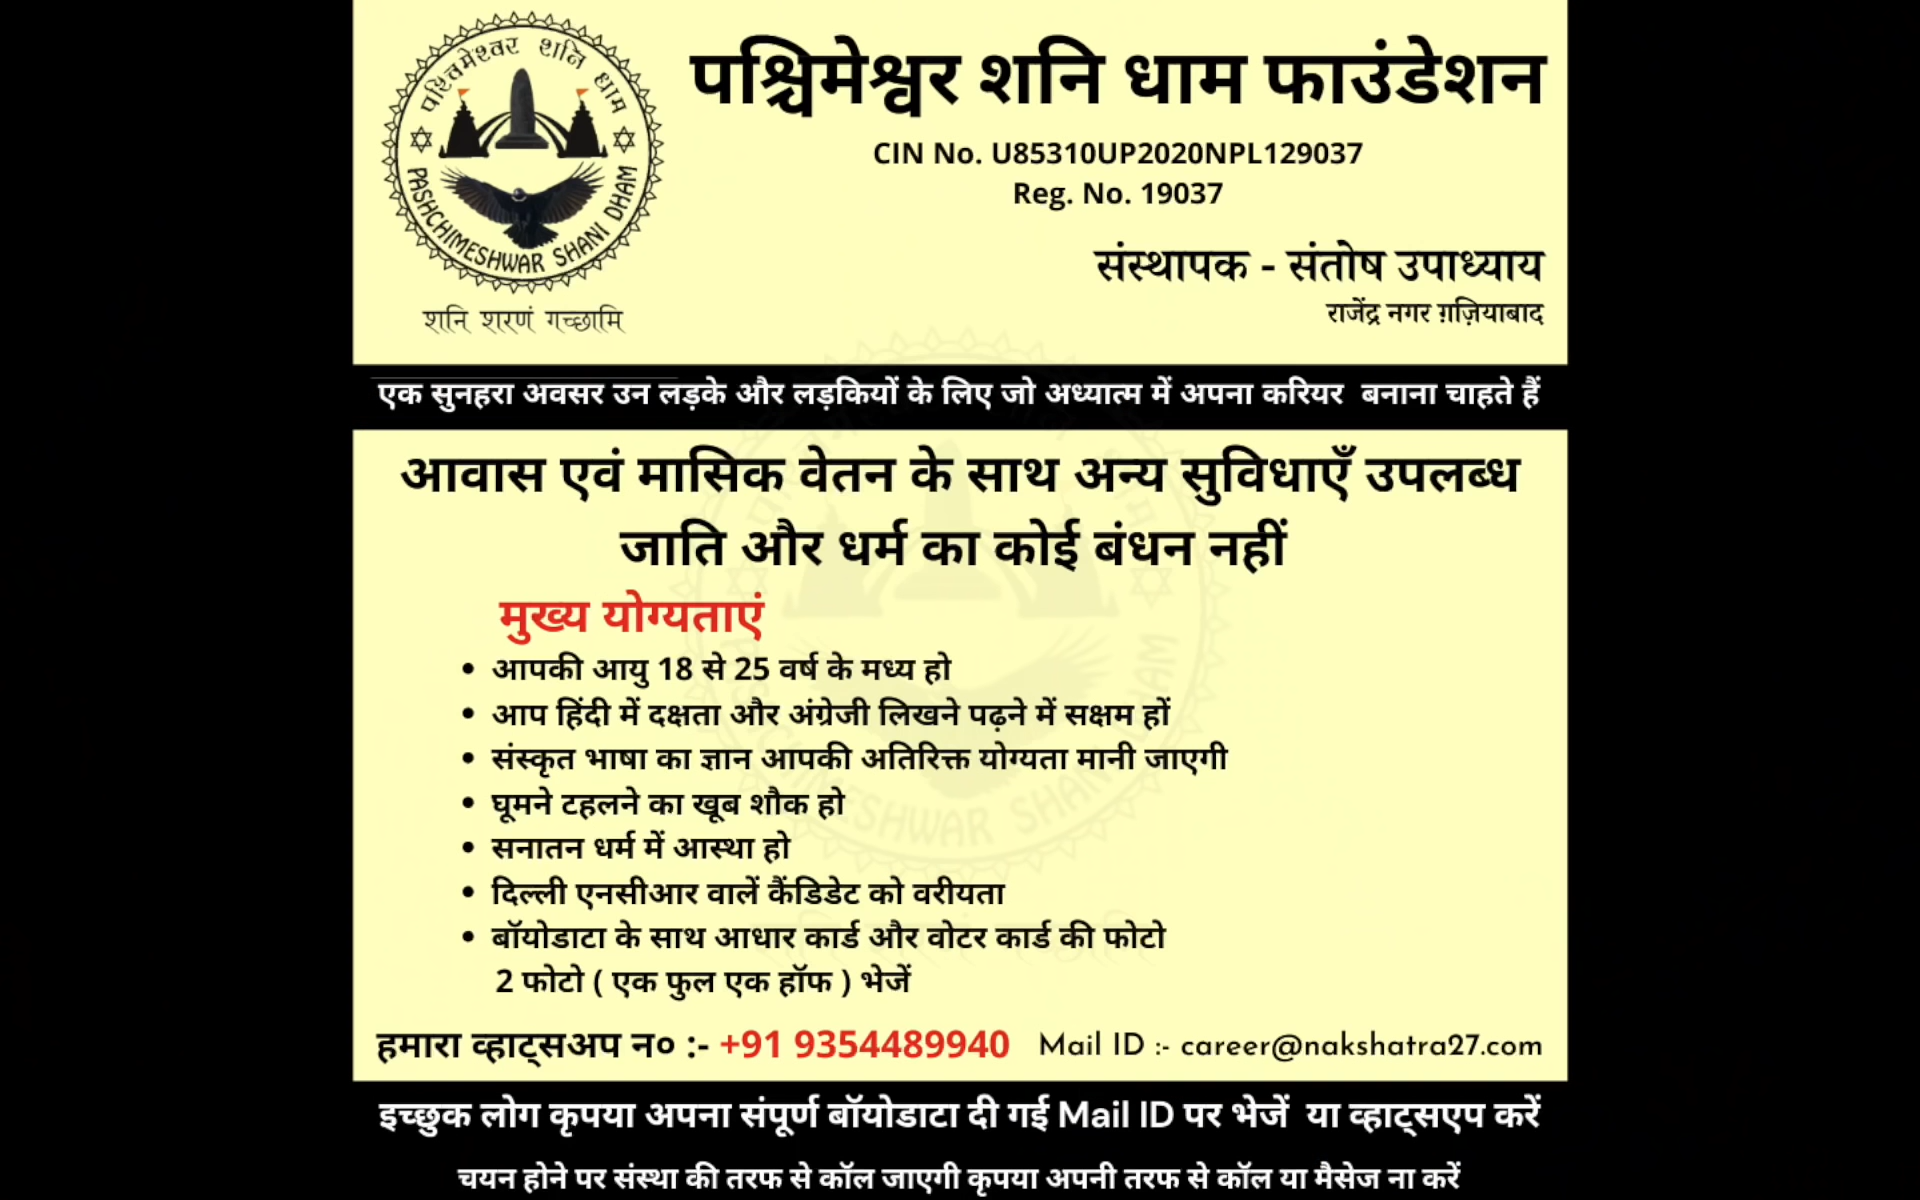 पश्चिमेश्वर शनि धाम
PASHCHIMESHWAR SHANI DHAM
शनि शरणं गच्छामि
पश्चिमेश्वर शनि धाम फाउंडेशन
CIN No. U85310UP2020NPL129037
Reg. No. 19037
संस्थापक - संतोष उपाध्याय
राजेंद्र नगर ग़ज़ियाबाद
एक सुनहरा अवसर उन लड़के और लड़कियों के लिए जो अध्यात्म में अपना करियर बनाना चाहते हैं
आवास एवं मासिक वेतन के साथ अन्य सुविधाएँ उपलब्ध
जाति और धर्म का कोई बंधन नहीं
मुख्य योग्यताएं
• आपकी आयु 18 से 25 वर्ष के मध्य हो
• आप हिंदी में दक्षता और अंग्रेजी लिखने पढ़ने में सक्षम हों
• संस्कृत भाषा का ज्ञान आपकी अतिरिक्त योग्यता मानी जाएगी
• घूमने टहलने का खूब शौक हो
• सनातन धर्म में आस्था हो
• दिल्ली एनसीआर वालें कैंडिडेट को वरीयता
• बॉयोडाटा के साथ आधार कार्ड और वोटर कार्ड की फोटो
2 फोटो ( एक फुल एक हॉफ ) भेजें
हमारा व्हाट्सअप न० :- +91 9354489940 Mail ID :- career@nakshatra27.com
इच्छुक लोग कृपया अपना संपूर्ण बॉयोडाटा दी गई Mail ID पर भेजें या व्हाट्सएप करें
चयन होने पर संस्था की तरफ से कॉल जाएगी कृपया अपनी तरफ से कॉल या मैसेज ना करें